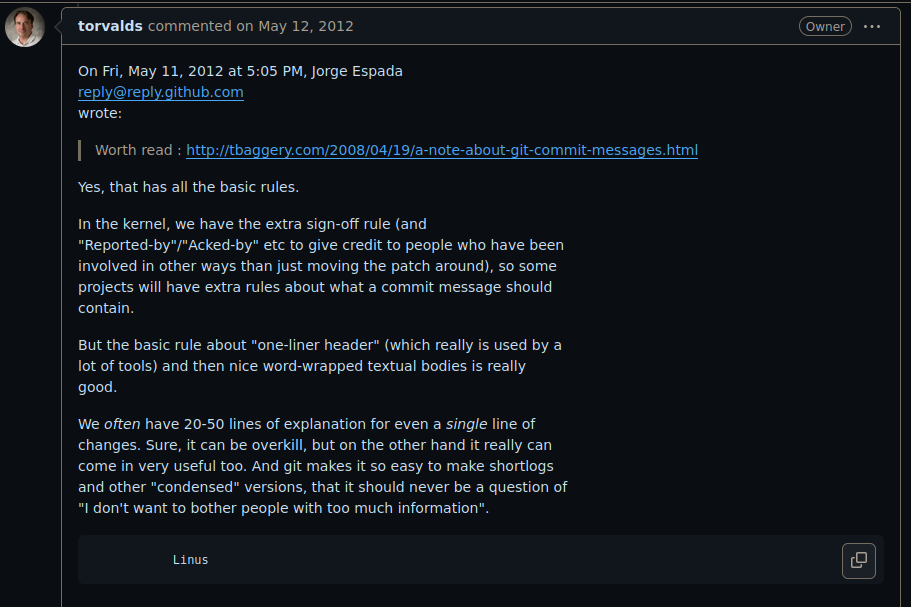 torvalds commented on May 12, 2012
Owner
On Fri, May 11, 2012 at 5:05 PM, Jorge Espada
reply@reply.github.com
wrote:
Worth read : http://tbaggery.com/2008/04/19/a-note-about-git-commit-messages.html
Yes, that has all the basic rules.
In the kernel, we have the extra sign-off rule (and
"Reported-by"/"Acked-by" etc to give credit to people who have been
involved in other ways than just moving the patch around), so some
projects will have extra rules about what a commit message should
contain.
But the basic rule about "one-liner header" (which really is used by a
lot of tools) and then nice word-wrapped textual bodies is really
good.
We often have 20-50 lines of explanation for even a single line of
changes. Sure, it can be overkill, but on the other hand it really can
come in very useful too. And git makes it so easy to make shortlogs
and other "condensed" versions, that it should never be a question of
"I don't want to bother people with too much information".
Linus